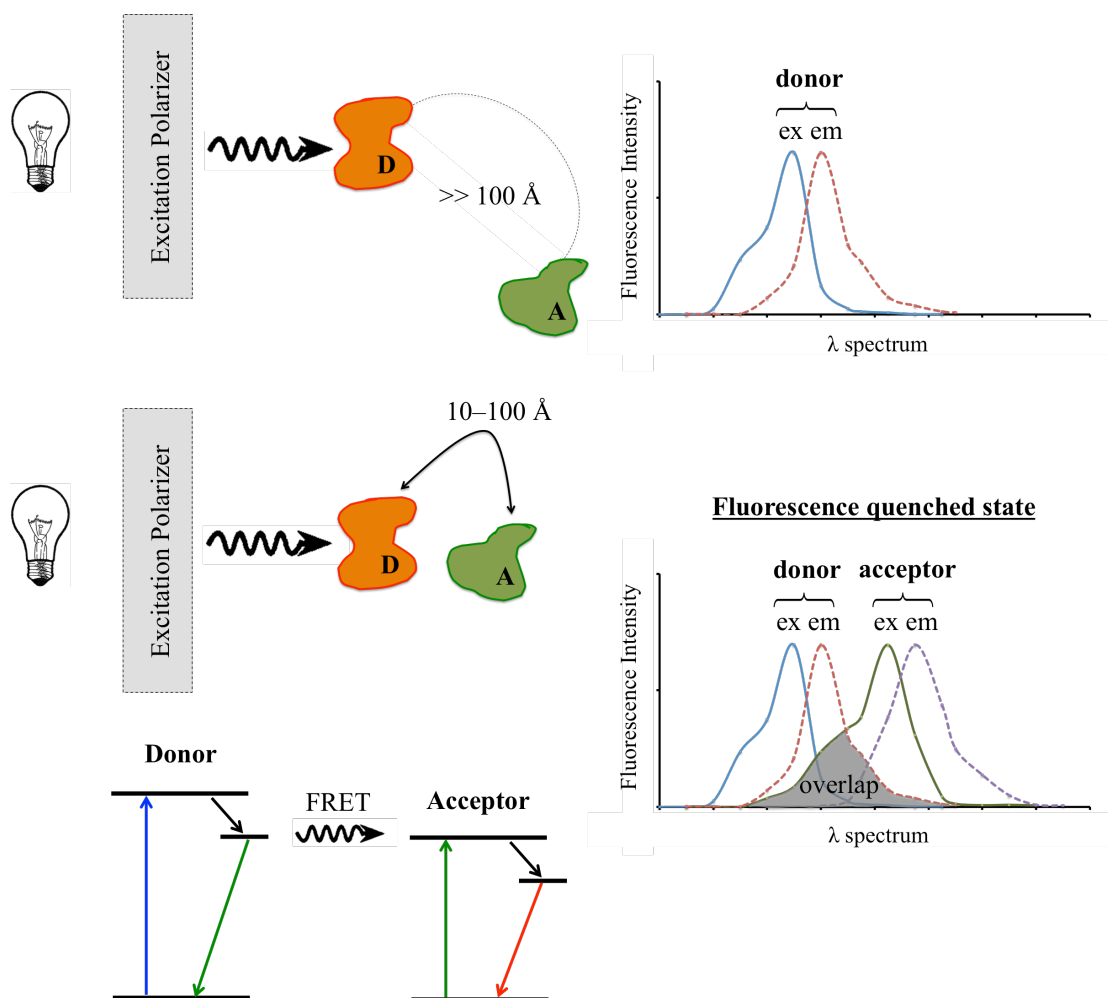 Excitation Polarizer
D
>> 100 Å
A
Fluorescence Intensity
donor
ex em
λ spectrum
Excitation Polarizer
10–100 Å
D
A
Fluorescence quenched state
Fluorescence Intensity
donor acceptor
ex em ex em
overlap
λ spectrum
Donor
FRET
Acceptor